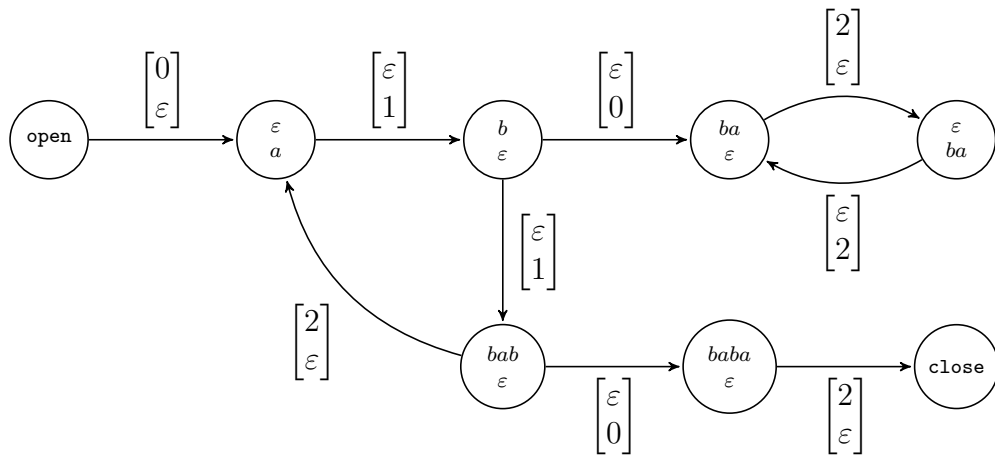 [0 ε]
[ε 1]
[ε 0]
[2 ε]
open
ε a
b ε
ba ε
ε ba
[ε 2]
[ε 1]
[2 ε]
bab ε
baba ε
close
[ε 0]
[2 ε]